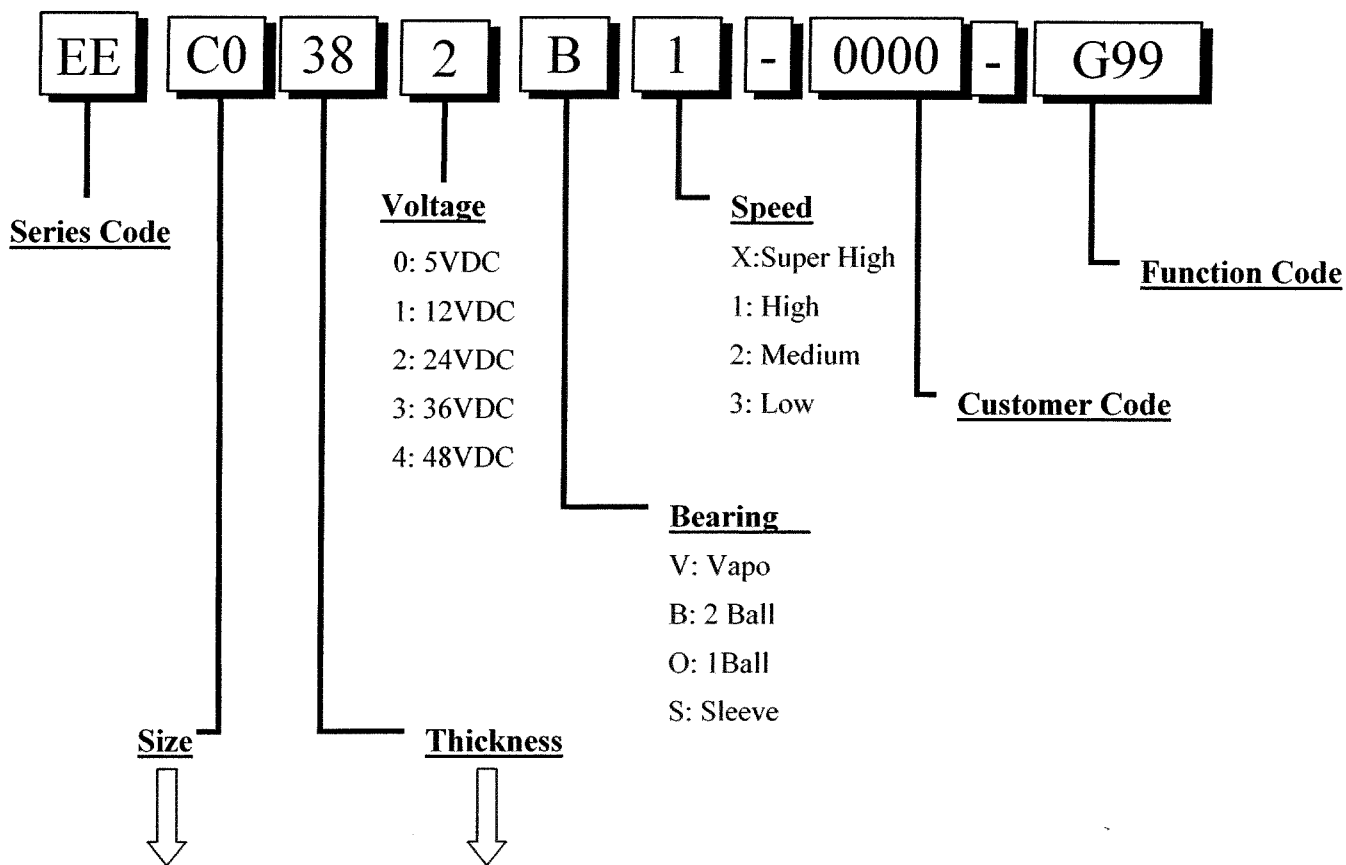 EE C0 38 2 B 1 - 0000 - G99
Series Code
Voltage
0: 5VDC
1: 12VDC
2: 24VDC
3: 36VDC
4: 48VDC
Speed
X:Super High
1: High
2: Medium
3: Low
Function Code
Customer Code
Bearing
V: Vapo
B: 2 Ball
O: 1Ball
S: Sleeve
Size
Thickness